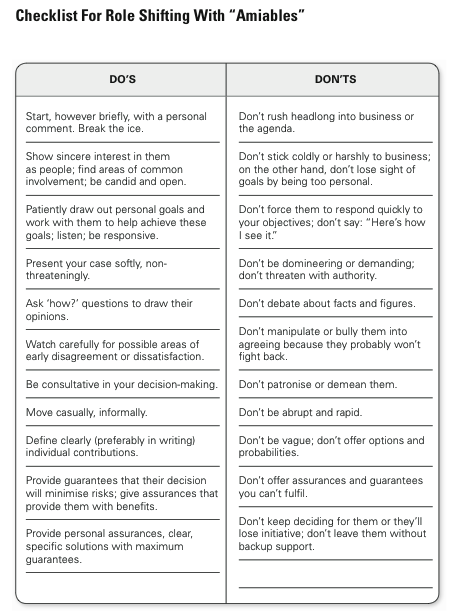 Checklist For Role Shifting With “Amiables”
DO’S
Start, however briefly, with a personal
comment. Break the ice.
Show sincere interest in them
as people; find areas of common
involvement; be candid and open.
Patiently draw out personal goals and
work with them to help achieve these
goals; listen; be responsive.
Present your case softly, non-
threateningly.
Ask ‘how?’ questions to draw their
opinions.
Watch carefully for possible areas of
early disagreement or dissatisfaction.
Be consultative in your decision-making.
Move casually, informally.
Define clearly (preferably in writing)
individual contributions.
Provide guarantees that their decision
will minimise risks; give assurances that
provide them with benefits.
Provide personal assurances, clear,
specific solutions with maximum
guarantees.
DON’TS
Don’t rush headlong into business or
the agenda.
Don’t stick coldly or harshly to business;
on the other hand, don’t lose sight of
goals by being too personal.
Don’t force them to respond quickly to
your objectives; don’t say: “Here’s how
I see it.”
Don’t be domineering or demanding;
don’t threaten with authority.
Don’t debate about facts and figures.
Don’t manipulate or bully them into
agreeing because they probably won’t
fight back.
Don’t patronise or demean them.
Don’t be abrupt and rapid.
Don’t be vague; don’t offer options and
probabilities.
Don’t offer assurances and guarantees
you can’t fulfil.
Don’t keep deciding for them or they’ll
lose initiative; don’t leave them without
backup support.